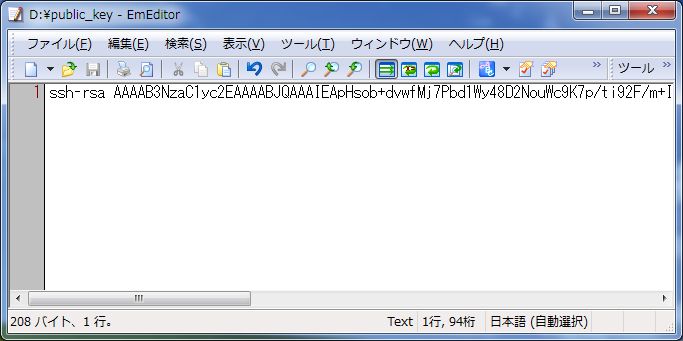 D:¥public_key - EmEditor
ファイル(F) 編集(E) 検索(S) 表示(V) ツール(T) ウィンドウ(W) ヘルプ(H)
ツール
1 ssh-rsa AAAAB3NzaC1yc2EAAAABJQAAAIEApHsob+dvwfMj7Pbd1Wy48D2NouWc9K7p/ti92F/m+I
208 バイト、1 行。 Text 1行, 94桁 日本語 (自動選択)